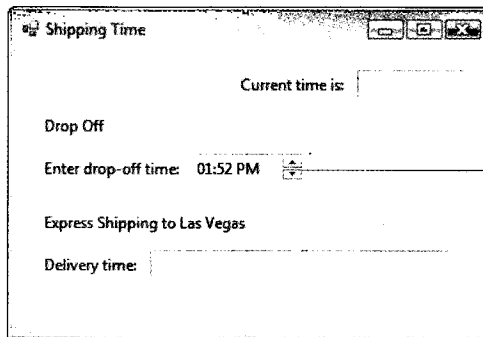 Shipping Time
Current time is:
Drop Off
Enter drop-off time: 01:52 PM
Express Shipping to Las Vegas
Delivery time: